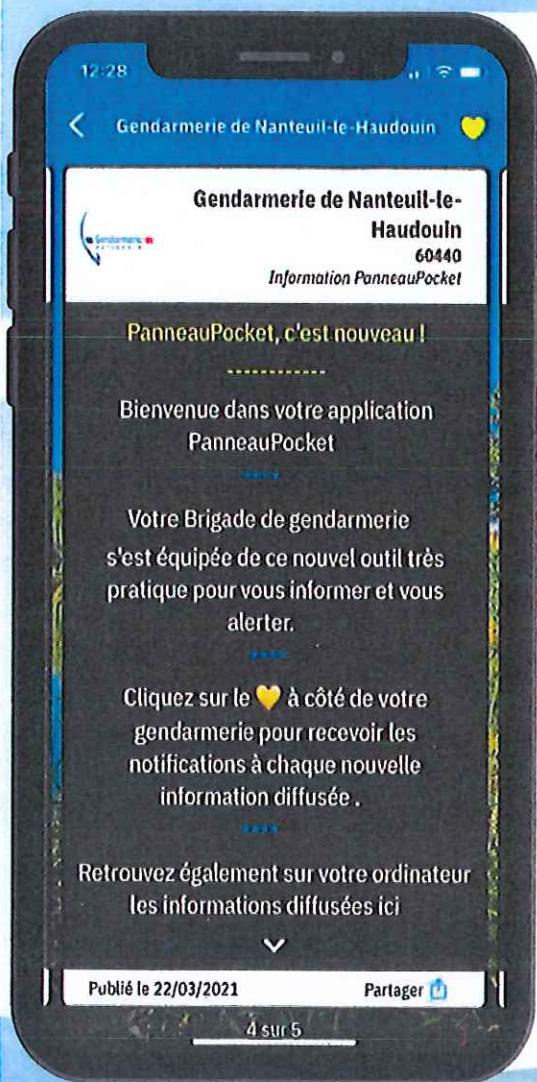 12:28
Gendarmerie de Nanteuil-le-Haudouin
Gendarmerie de Nanteuil-le-
Haudouin
60440
Information PanneauPocket
Gendarmerie
PanneauPocket, c'est nouveau !
------------
Bienvenue dans votre application
PanneauPocket
----
Votre Brigade de gendarmerie
s'est équipée de ce nouvel outil très
pratique pour vous informer et vous
alerter.
----
Cliquez sur le 💛 à côté de votre
gendarmerie pour recevoir les
notifications à chaque nouvelle
information diffusée .
----
Retrouvez également sur votre ordinateur
les informations diffusées ici
Publié le 22/03/2021
Partager
4 sur 5